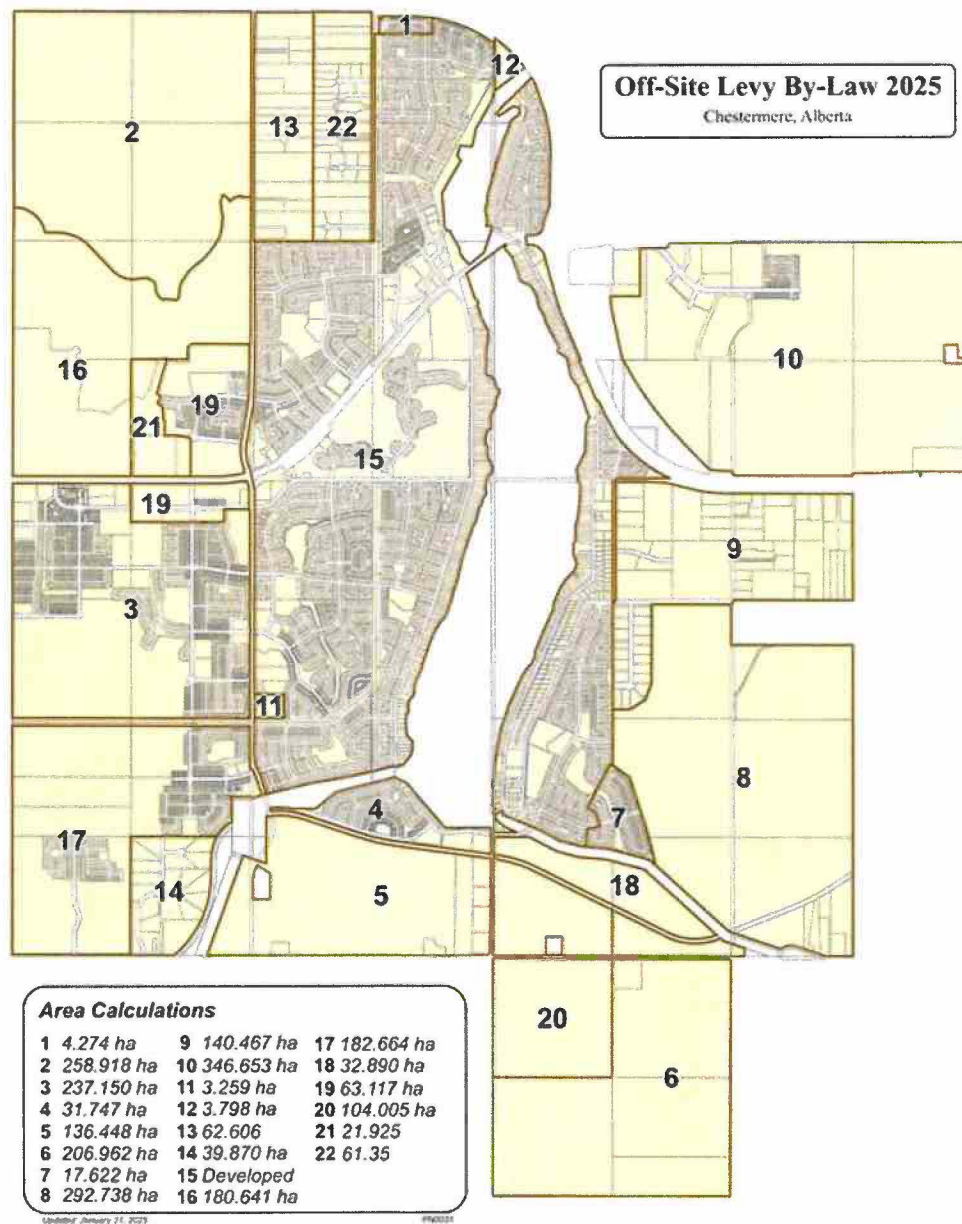 Off-Site Levy By-Law 2025
Chestermere, Alberta
1
12
2
13
22
10
16
19
21
15
19
9
3
11
8
4
7
17
14
5
18
20
6
Area Calculations
1 4.274 ha
2 258.918 ha
3 237.150 ha
4 31.747 ha
5 136.448 ha
6 206.962 ha
7 17.622 ha
8 292.738 ha
9 140.467 ha
10 346.653 ha
11 3.259 ha
12 3.798 ha
13 62.606
14 39.870 ha
15 Developed
16 180.641 ha
17 182.664 ha
18 32.890 ha
19 63.117 ha
20 104.005 ha
21 21.925
22 61.35
Updated January 31, 2025